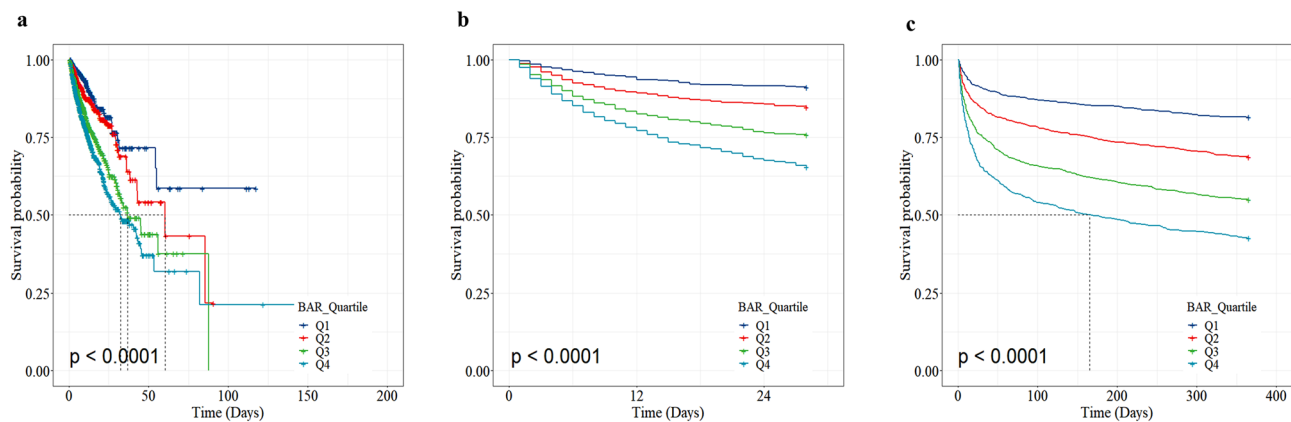 a
1.00
0.75
0.50
0.25
0.00
Survival probability
BAR_Quartile
Q1
Q2
Q3
Q4
p < 0.0001
0 50 100 150 200
Time (Days)
b
1.00
0.75
0.50
0.25
0.00
Survival probability
BAR_Quartile
Q1
Q2
Q3
Q4
p < 0.0001
0 12 24
Time (Days)
c
1.00
0.75
0.50
0.25
0.00
Survival probability
BAR_Quartile
Q1
Q2
Q3
Q4
p < 0.0001
0 100 200 300 400
Time (Days)